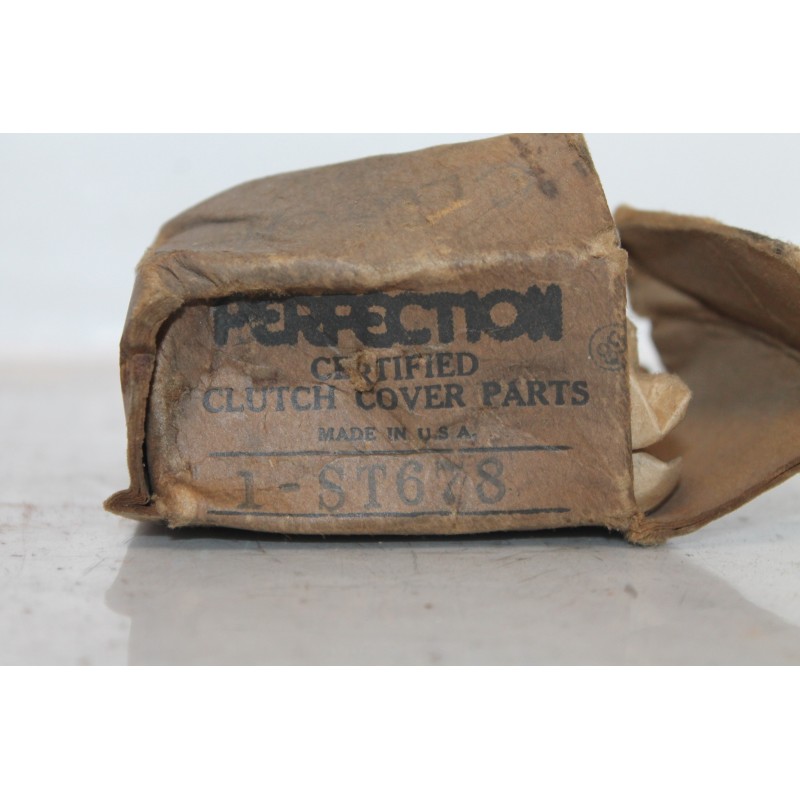 PERFECTION
CERTIFIED
CLUTCH COVER PARTS
MADE IN U.S.A.
1-ST678